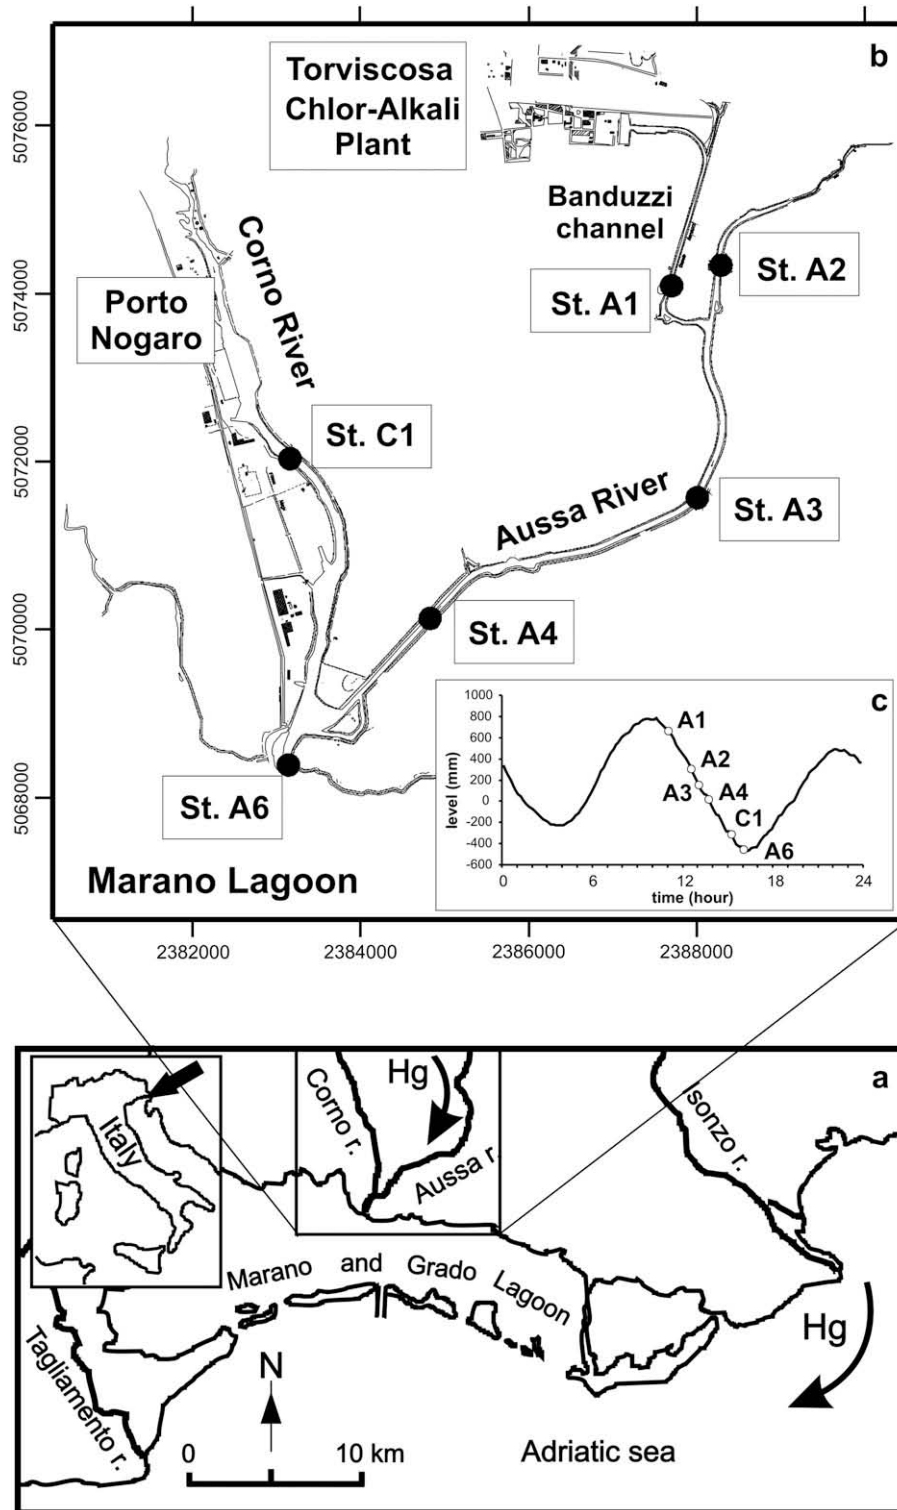 b
Torviscosa
Chlor-Alkali
Plant
5076000
5074000
5072000
5070000
5068000
Banduzzi
channel
Corno River
Porto
Nogaro
St. A1
St. A2
St. C1
Aussa River
St. A3
St. A4
St. A6
Marano Lagoon
c
level (mm)
1000
800
600
400
200
0
-200
-400
-600
A1
A2
A3
A4
C1
A6
0
6
12
18
24
time (hour)
2382000
2384000
2386000
2388000
a
Italy
Corno r.
Hg
Aussa r.
Isonzo r.
Marano and Grado Lagoon
Hg
Tagliamento r.
N
0
10 km
Adriatic sea